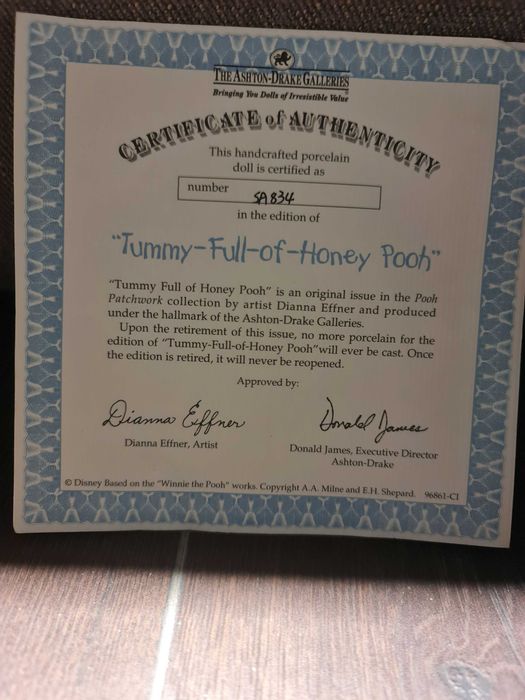 THE ASHTON-DRAKE GALLERIES
Bringing You Dolls of Irresistible Value
CERTIFICATE of AUTHENTICITY
This handcrafted porcelain
doll is certified as
number SA834
in the edition of
"Tummy-Full-of-Honey Pooh"
"Tummy Full of Honey Pooh" is an original issue in the Pooh
Patchwork collection by artist Dianna Effner and produced
under the hallmark of the Ashton-Drake Galleries.
Upon the retirement of this issue, no more porcelain for the
edition of "Tummy-Full-of-Honey Pooh"will ever be cast. Once
the edition is retired, it will never be reopened.
Approved by:
Dianna Effner Donald James
Dianna Effner, Artist Donald James, Executive Director
Ashton-Drake
© Disney Based on the "Winnie the Pooh" works. Copyright A.A. Milne and E.H. Shepard. 96861-CI